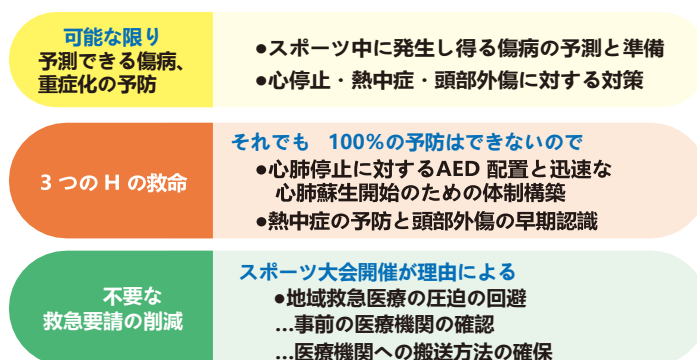 可能な限り
予測できる傷病、
重症化の予防
●スポーツ中に発生し得る傷病の予測と準備
●心停止・熱中症・頭部外傷に対する対策
3つのHの救命
それでも 100%の予防はできないので
●心肺停止に対するAED 配置と迅速な
心肺蘇生開始のための体制構築
●熱中症の予防と頭部外傷の早期認識
不要な
救急要請の削減
スポーツ大会開催が理由による
●地域救急医療の圧迫の回避
…事前の医療機関の確認
…医療機関への搬送方法の確保